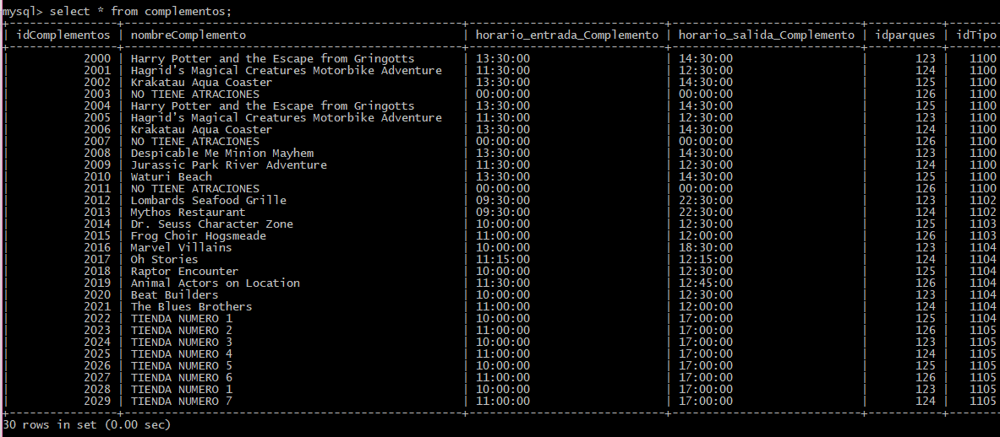 mysql> select * from complementos;
+---------------+--------------------------------------------------+-----------------------------+----------------------------+-----------+--------
| idComplementos | nombreComplemento | horario_entrada_Complemento | horario_salida_Complemento | idparques | idTipo
+---------------+--------------------------------------------------+-----------------------------+----------------------------+-----------+--------
| 2000 | Harry Potter and the Escape from Gringotts | 13:30:00 | 14:30:00 | 123 | 1100
| 2001 | Hagrid's Magical Creatures Motorbike Adventure | 11:30:00 | 12:30:00 | 124 | 1100
| 2002 | Krakatau Aqua Coaster | 13:30:00 | 14:30:00 | 125 | 1100
| 2003 | NO TIENE ATRACIONES | 00:00:00 | 00:00:00 | 126 | 1100
| 2004 | Harry Potter and the Escape from Gringotts | 13:30:00 | 14:30:00 | 125 | 1100
| 2005 | Hagrid's Magical Creatures Motorbike Adventure | 11:30:00 | 12:30:00 | 123 | 1100
| 2006 | Krakatau Aqua Coaster | 13:30:00 | 14:30:00 | 124 | 1100
| 2007 | NO TIENE ATRACIONES | 00:00:00 | 00:00:00 | 126 | 1100
| 2008 | Despicable Me Minion Mayhem | 13:30:00 | 14:30:00 | 123 | 1100
| 2009 | Jurassic Park River Adventure | 11:30:00 | 12:30:00 | 124 | 1100
| 2010 | Waturi Beach | 13:30:00 | 14:30:00 | 125 | 1100
| 2011 | NO TIENE ATRACIONES | 00:00:00 | 00:00:00 | 126 | 1100
| 2012 | Lombards Seafood Grille | 09:30:00 | 22:30:00 | 123 | 1102
| 2013 | Mythos Restaurant | 09:30:00 | 22:30:00 | 124 | 1102
| 2014 | Dr. Seuss Character Zone | 10:00:00 | 12:30:00 | 125 | 1103
| 2015 | Frog Choir Hogsmeade | 11:00:00 | 12:00:00 | 126 | 1103
| 2016 | Marvel Villains | 10:00:00 | 18:30:00 | 123 | 1104
| 2017 | Oh Stories | 11:15:00 | 12:15:00 | 124 | 1104
| 2018 | Raptor Encounter | 10:00:00 | 12:30:00 | 125 | 1104
| 2019 | Animal Actors on Location | 11:30:00 | 12:45:00 | 126 | 1104
| 2020 | Beat Builders | 10:00:00 | 12:30:00 | 123 | 1104
| 2021 | The Blues Brothers | 11:00:00 | 12:00:00 | 124 | 1104
| 2022 | TIENDA NUMERO 1 | 10:00:00 | 17:00:00 | 125 | 1104
| 2023 | TIENDA NUMERO 2 | 11:00:00 | 17:00:00 | 126 | 1105
| 2024 | TIENDA NUMERO 3 | 10:00:00 | 17:00:00 | 123 | 1105
| 2025 | TIENDA NUMERO 4 | 11:00:00 | 17:00:00 | 124 | 1105
| 2026 | TIENDA NUMERO 5 | 10:00:00 | 17:00:00 | 125 | 1105
| 2027 | TIENDA NUMERO 6 | 11:00:00 | 17:00:00 | 126 | 1105
| 2028 | TIENDA NUMERO 1 | 10:00:00 | 17:00:00 | 123 | 1105
| 2029 | TIENDA NUMERO 7 | 11:00:00 | 17:00:00 | 124 | 1105
+---------------+--------------------------------------------------+-----------------------------+----------------------------+-----------+--------
30 rows in set (0.00 sec)